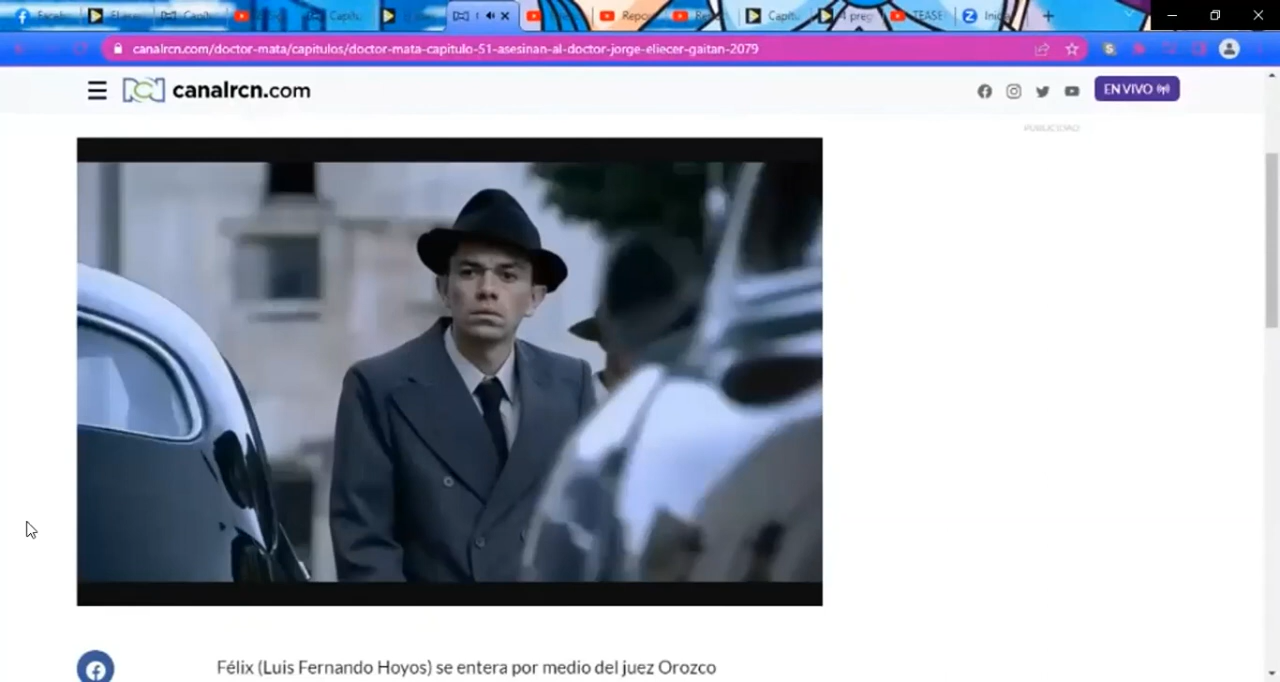 canalrcn.com/doctor-mata/capitulos/doctor-mata-capitulo-51-asesinan-al-doctor-jorge-eliecer-gaitan-2079
canalrcn.com
EN VIVO
PUBLICIDAD
Félix (Luis Fernando Hoyos) se entera por medio del juez Orozco